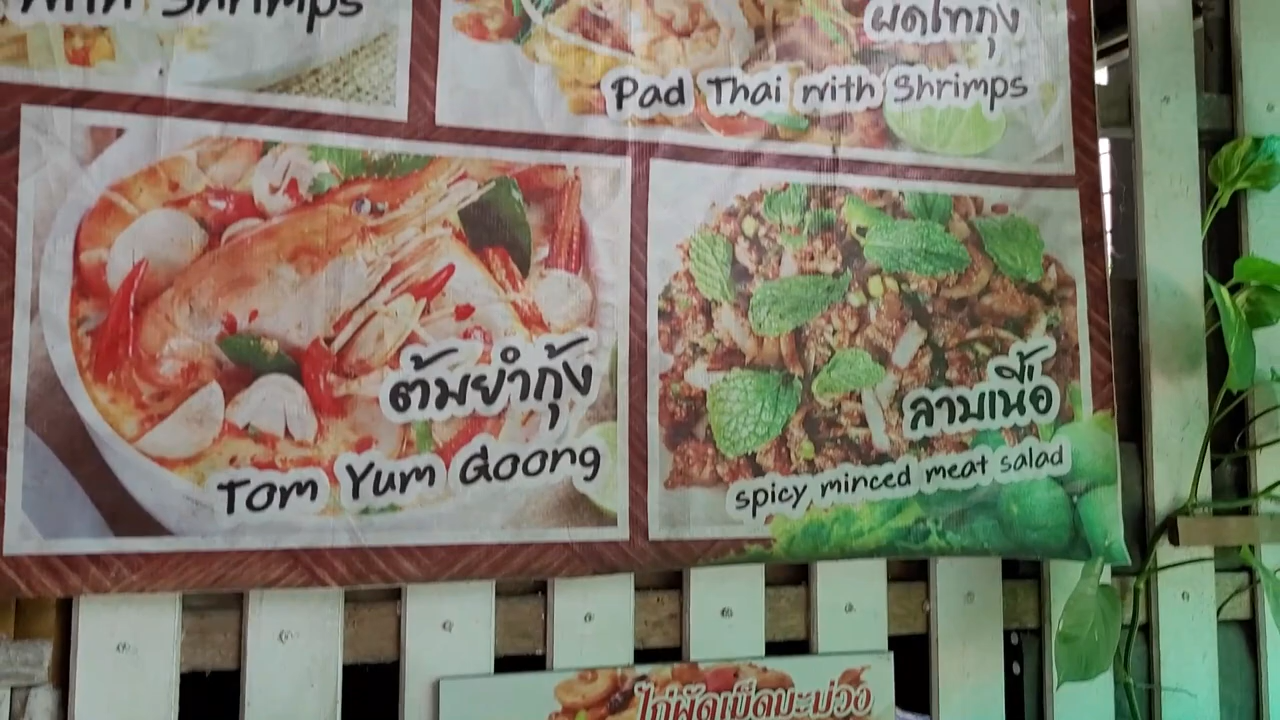 with Shrimps
ผัดไทกุ้ง
Pad Thai with Shrimps
ต้มยำกุ้ง
Tom Yum Goong
ลาบเนื้อ
spicy minced meat salad
ไก่ผัดเม็ดมะม่วง